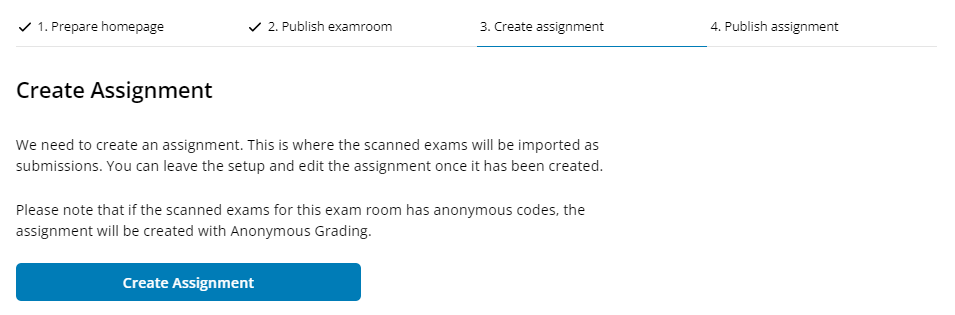 1. Prepare homepage
2. Publish examroom
3. Create assignment
4. Publish assignment
Create Assignment
We need to create an assignment. This is where the scanned exams will be imported as
submissions. You can leave the setup and edit the assignment once it has been created.
Please note that if the scanned exams for this exam room has anonymous codes, the
assignment will be created with Anonymous Grading.
Create Assignment